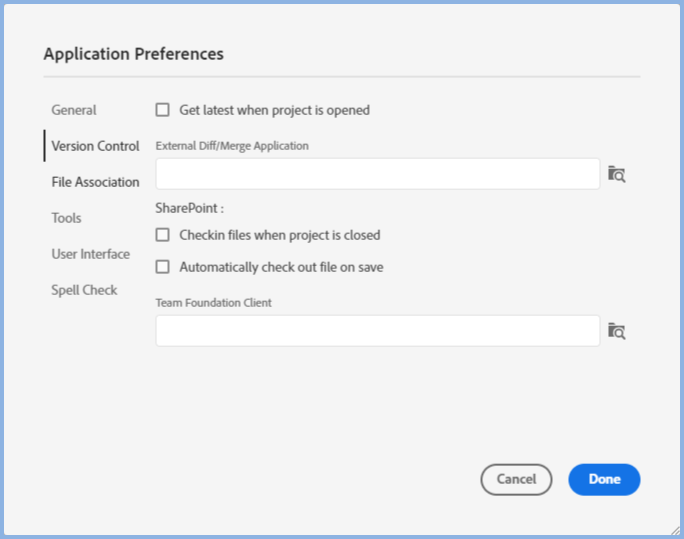 Application Preferences
General
Version Control
File Association
Tools
User Interface
Spell Check
Get latest when project is opened
External Diff/Merge Application
SharePoint :
Checkin files when project is closed
Automatically check out file on save
Team Foundation Client
Cancel
Done